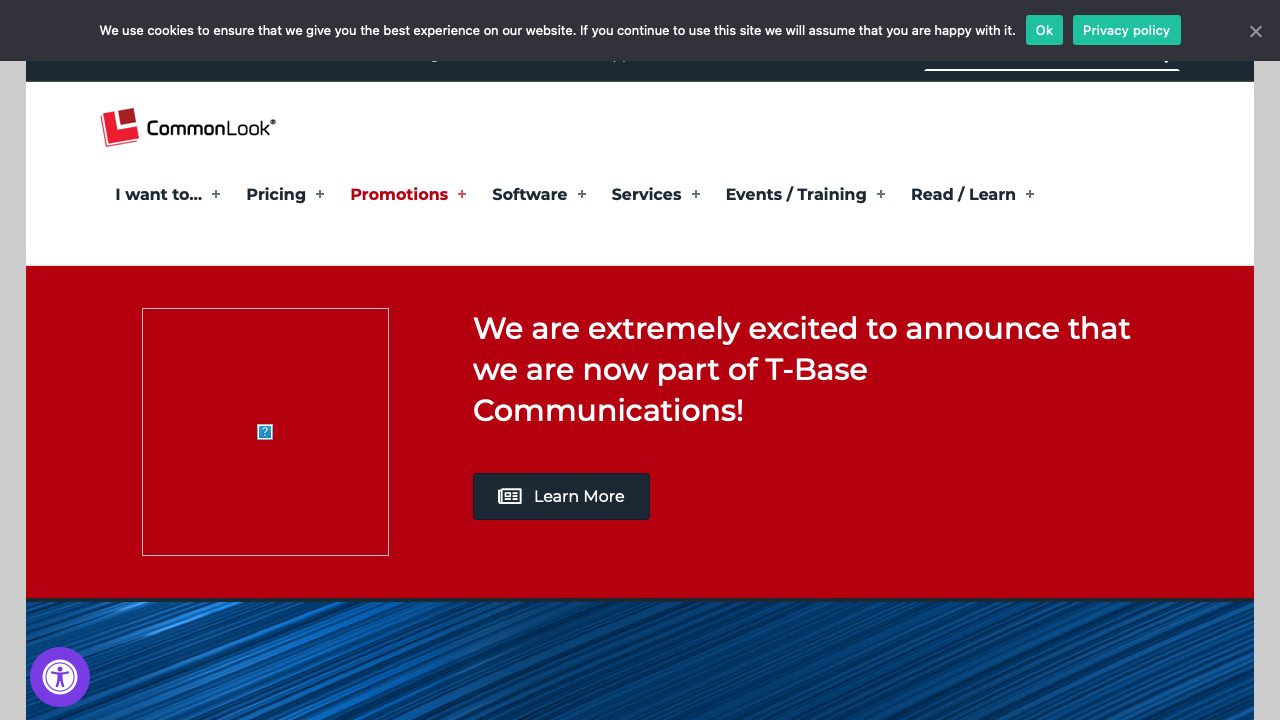 We use cookies to ensure that we give you the best experience on our website. If you continue to use this site we will assume that you are happy with it. Ok Privacy policy
CommonLook®
I want to... + Pricing + Promotions + Software + Services + Events / Training + Read / Learn +
We are extremely excited to announce that
we are now part of T-Base
Communications!
Learn More